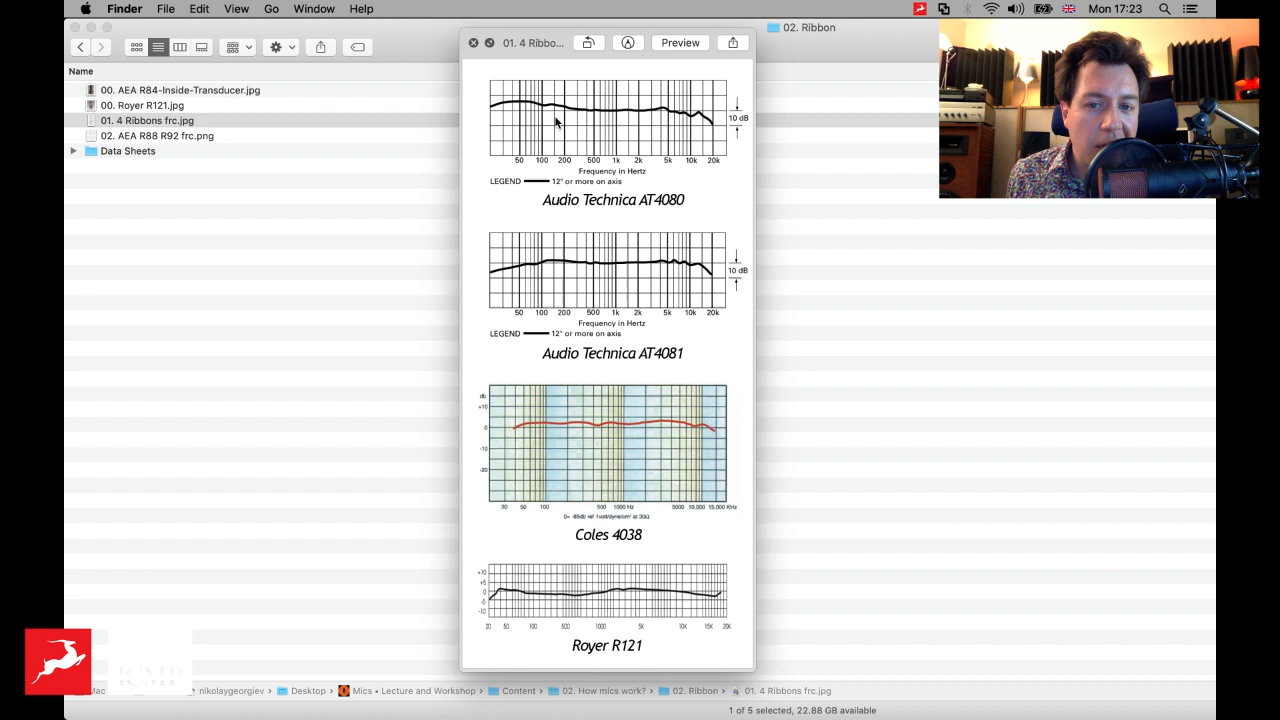 Finder File Edit View Go Window Help
Mon 17:23
02. Ribbon
01. 4 Ribbo...
Preview
Name
00. AEA R84-Inside-Transducer.jpg
00. Royer R121.jpg
01. 4 Ribbons frc.jpg
02. AEA R88 R92 frc.png
Data Sheets
10 dB
50 100 200 500 1k 2k 5k 10k 20k
Frequency in Hertz
LEGEND 12" or more on axis
Audio Technica AT4080
10 dB
50 100 200 500 1k 2k 5k 10k 20k
Frequency in Hertz
LEGEND 12" or more on axis
Audio Technica AT4081
db
+10
0
-10
-20
30 50 100 500 1000 Hz 5000 10,000 15.000 KHz
Coles 4038
+10
+5
0
-5
-10
20 50 100 500 1000 5K 10K 15K 20K
Royer R121
Mac
nikolaygeorgiev Desktop Mics • Lecture and Workshop Content 02. How mics work? 02. Ribbon 01. 4 Ribbons frc.jpg
1 of 5 selected, 22.88 GB available